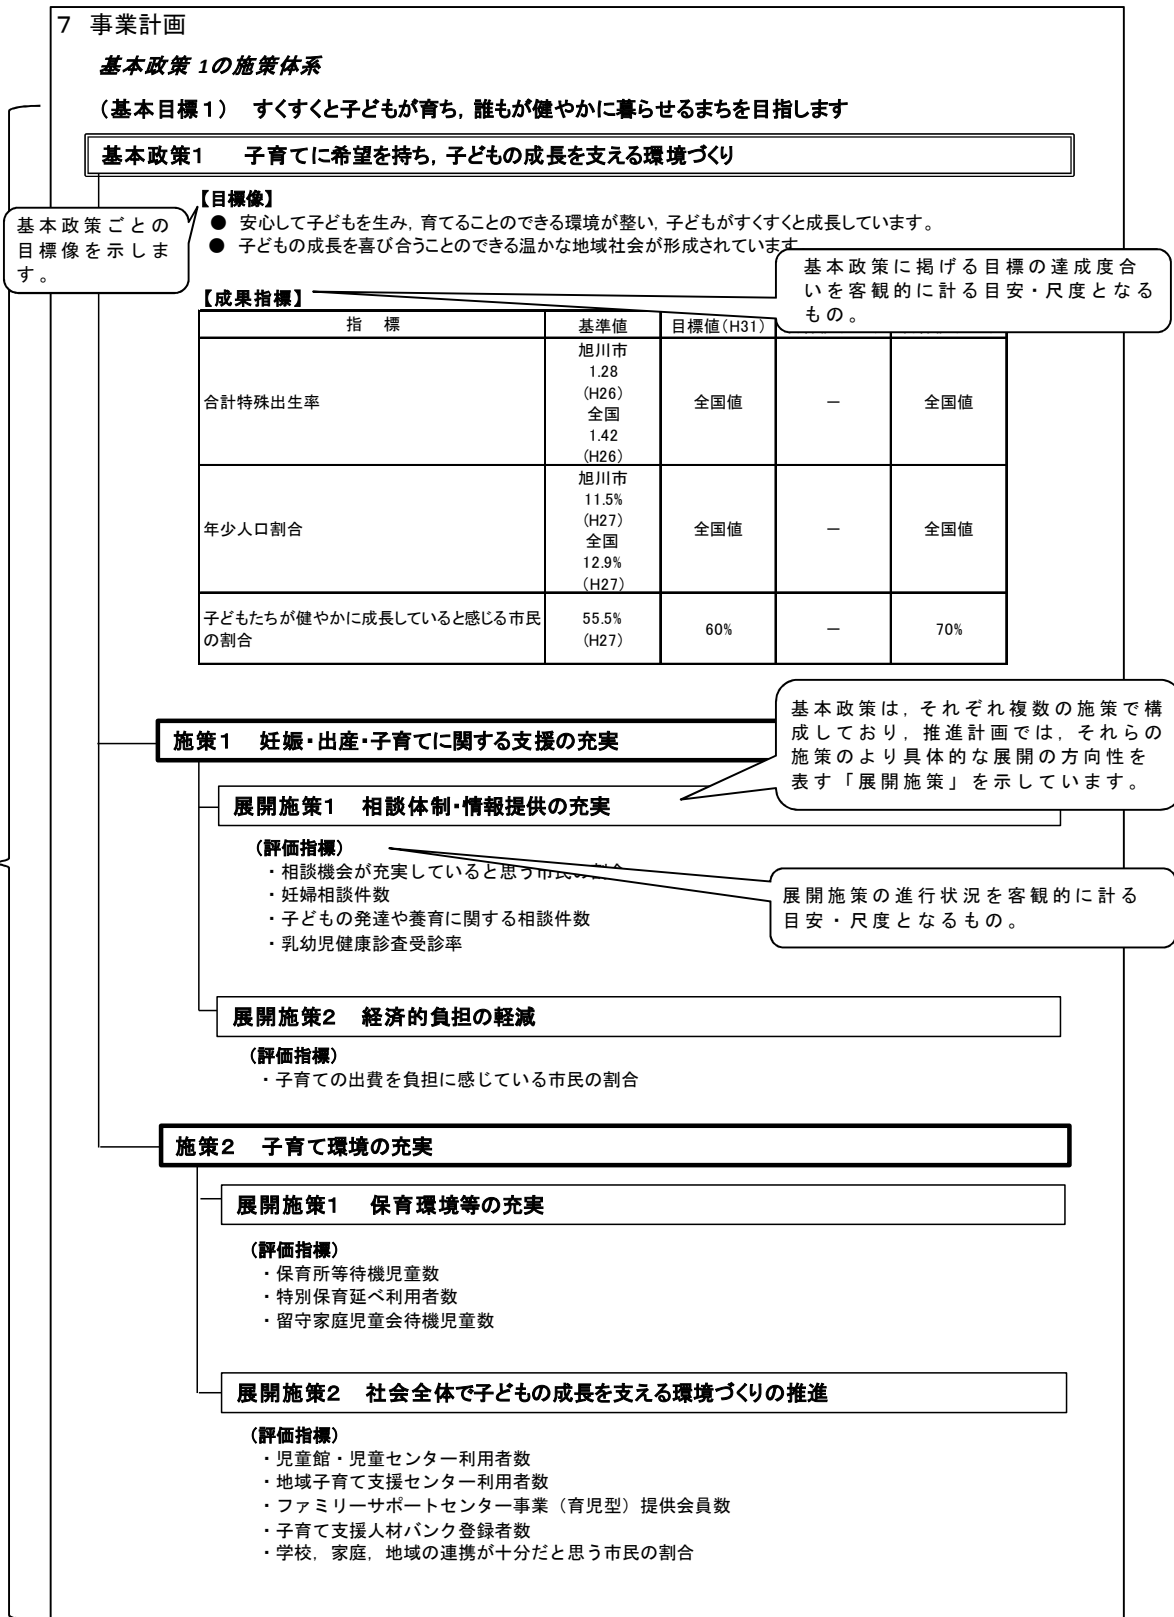 7 事業計画
基本政策 1の施策体系
(基本目標1) すくすくと子どもが育ち,誰もが健やかに暮らせるまちを目指します
基本政策1 子育てに希望を持ち,子どもの成長を支える環境づくり
【目標像】
● 安心して子どもを生み,育てることのできる環境が整い,子どもがすくすくと成長しています。
● 子どもの成長を喜び合うことのできる温かな地域社会が形成されています
基本政策ごとの
目標像を示しま
す。
基本政策に掲げる目標の達成度合
いを客観的に計る目安・尺度となる
もの。
【成果指標】
指 標 基準値 目標値(H31)
合計特殊出生率 旭川市 1.28 (H26) 全国 1.42 (H26) 全国値 － 全国値
年少人口割合 旭川市 11.5% (H27) 全国 12.9% (H27) 全国値 － 全国値
子どもたちが健やかに成長していると感じる市民
の割合 55.5% (H27) 60% － 70%
基本政策は,それぞれ複数の施策で構
成しており,推進計画では,それらの
施策のより具体的な展開の方向性を
表す「展開施策」を示しています。
施策1 妊娠・出産・子育てに関する支援の充実
展開施策1 相談体制・情報提供の充実
(評価指標)
・相談機会が充実していると思う市民の割合
・妊婦相談件数
・子どもの発達や養育に関する相談件数
・乳幼児健康診査受診率
展開施策の進行状況を客観的に計る
目安・尺度となるもの。
展開施策2 経済的負担の軽減
(評価指標)
・子育ての出費を負担に感じている市民の割合
施策2 子育て環境の充実
展開施策1 保育環境等の充実
(評価指標)
・保育所等待機児童数
・特別保育延べ利用者数
・留守家庭児童会待機児童数
展開施策2 社会全体で子どもの成長を支える環境づくりの推進
(評価指標)
・児童館・児童センター利用者数
・地域子育て支援センター利用者数
・ファミリーサポートセンター事業(育児型)提供会員数
・子育て支援人材バンク登録者数
・学校,家庭,地域の連携が十分だと思う市民の割合